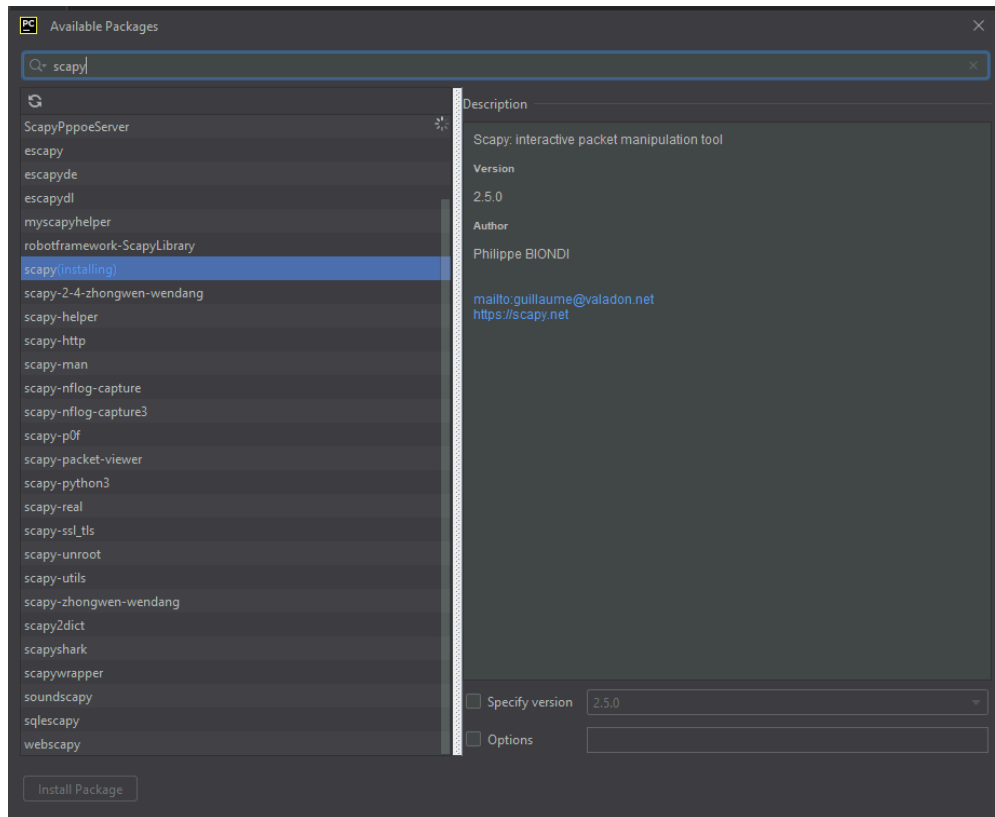 PC Available Packages
scapy
Description
ScapyPppoeServer
escapy
escapyde
escapydl
myscapyhelper
robotframework-ScapyLibrary
scapy(installing)
scapy-2-4-zhongwen-wendang
scapy-helper
scapy-http
scapy-man
scapy-nflog-capture
scapy-nflog-capture3
scapy-p0f
scapy-packet-viewer
scapy-python3
scapy-real
scapy-ssl_tls
scapy-unroot
scapy-utils
scapy-zhongwen-wendang
scapy2dict
scapyshark
scapywrapper
soundscapy
sqlescapy
webscapy
Scapy: interactive packet manipulation tool
Version
2.5.0
Author
Philippe BIONDI
mailto:guillaume@valadon.net
https://scapy.net
Specify version 2.5.0
Options
Install Package